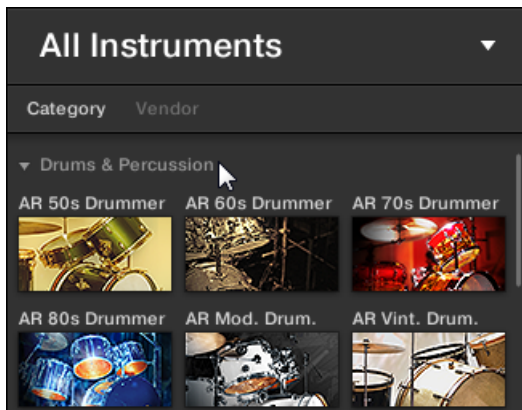 All Instruments
Category Vendor
Drums & Percussion
AR 50s Drummer AR 60s Drummer AR 70s Drummer
AR 80s Drummer AR Mod. Drum. AR Vint. Drum.